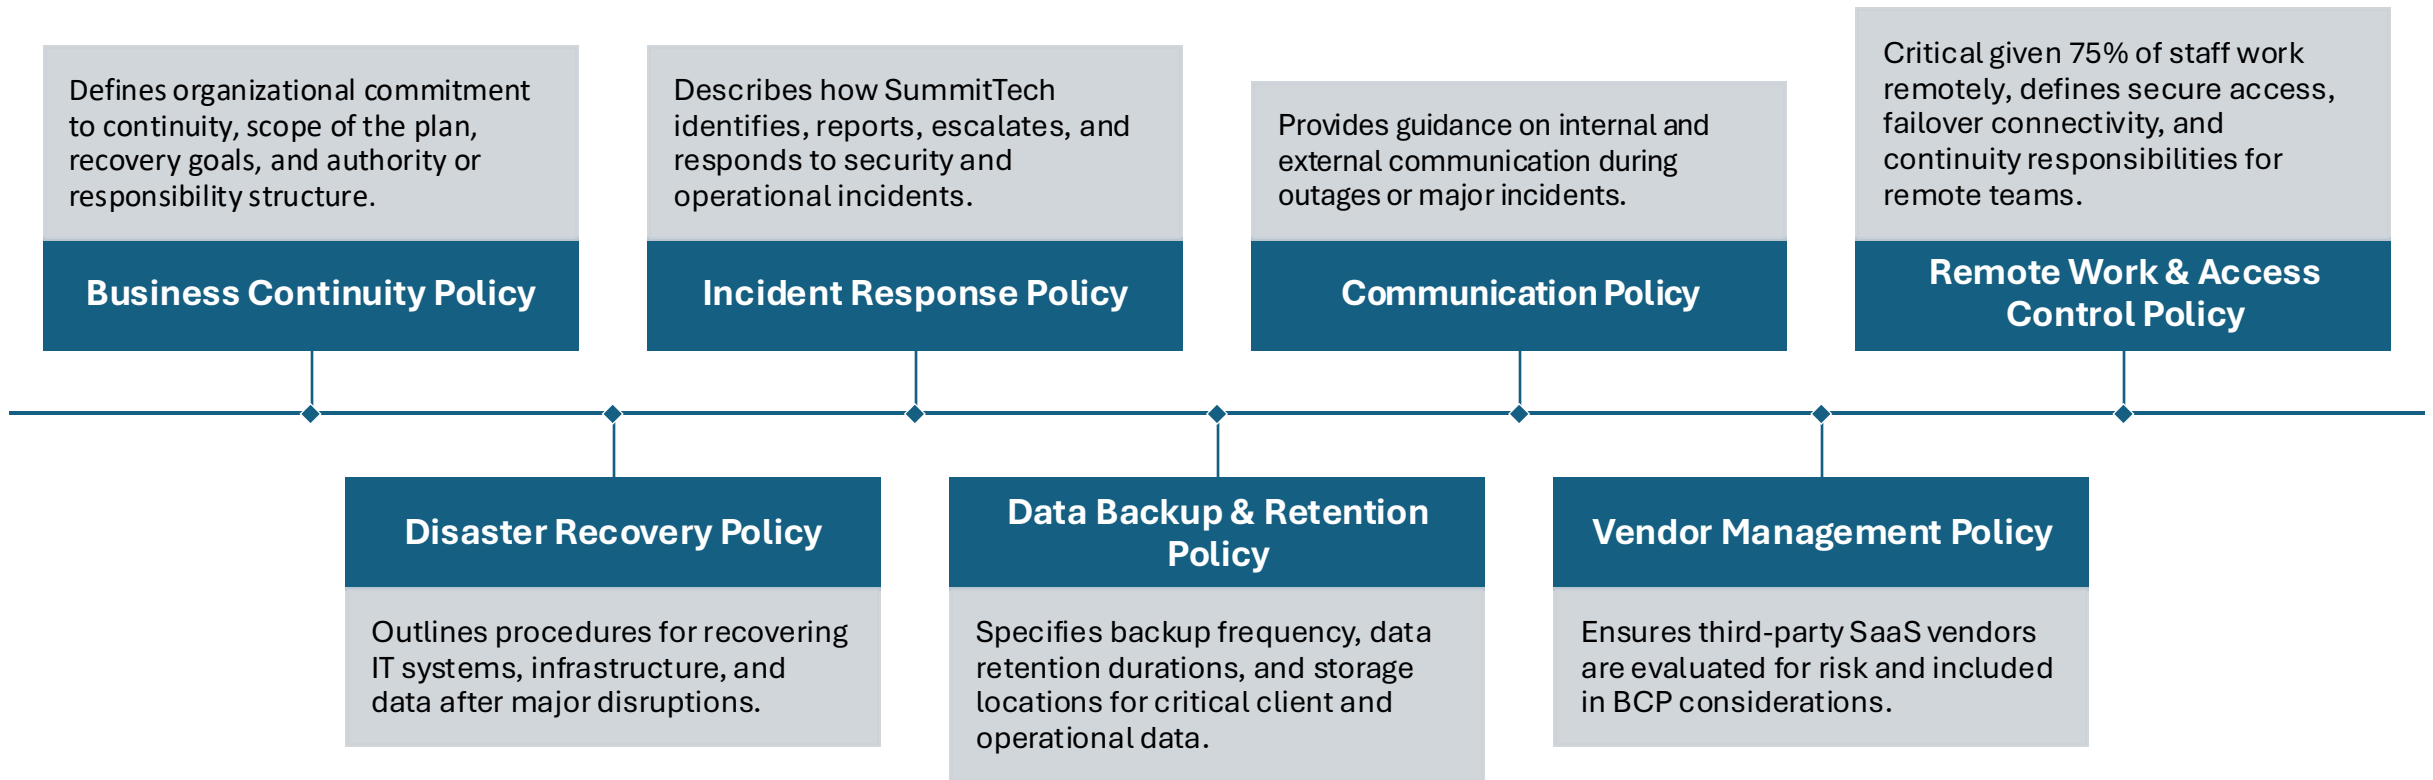 Defines organizational commitment
to continuity, scope of the plan,
recovery goals, and authority or
responsibility structure.
Business Continuity Policy
Describes how SummitTech
identifies, reports, escalates, and
responds to security and
operational incidents.
Incident Response Policy
Provides guidance on internal and
external communication during
outages or major incidents.
Communication Policy
Critical given 75% of staff work
remotely, defines secure access,
failover connectivity, and
continuity responsibilities for
remote teams.
Remote Work & Access
Control Policy
Disaster Recovery Policy
Outlines procedures for recovering
IT systems, infrastructure, and
data after major disruptions.
Data Backup & Retention
Policy
Specifies backup frequency, data
retention durations, and storage
locations for critical client and
operational data.
Vendor Management Policy
Ensures third-party SaaS vendors
are evaluated for risk and included
in BCP considerations.